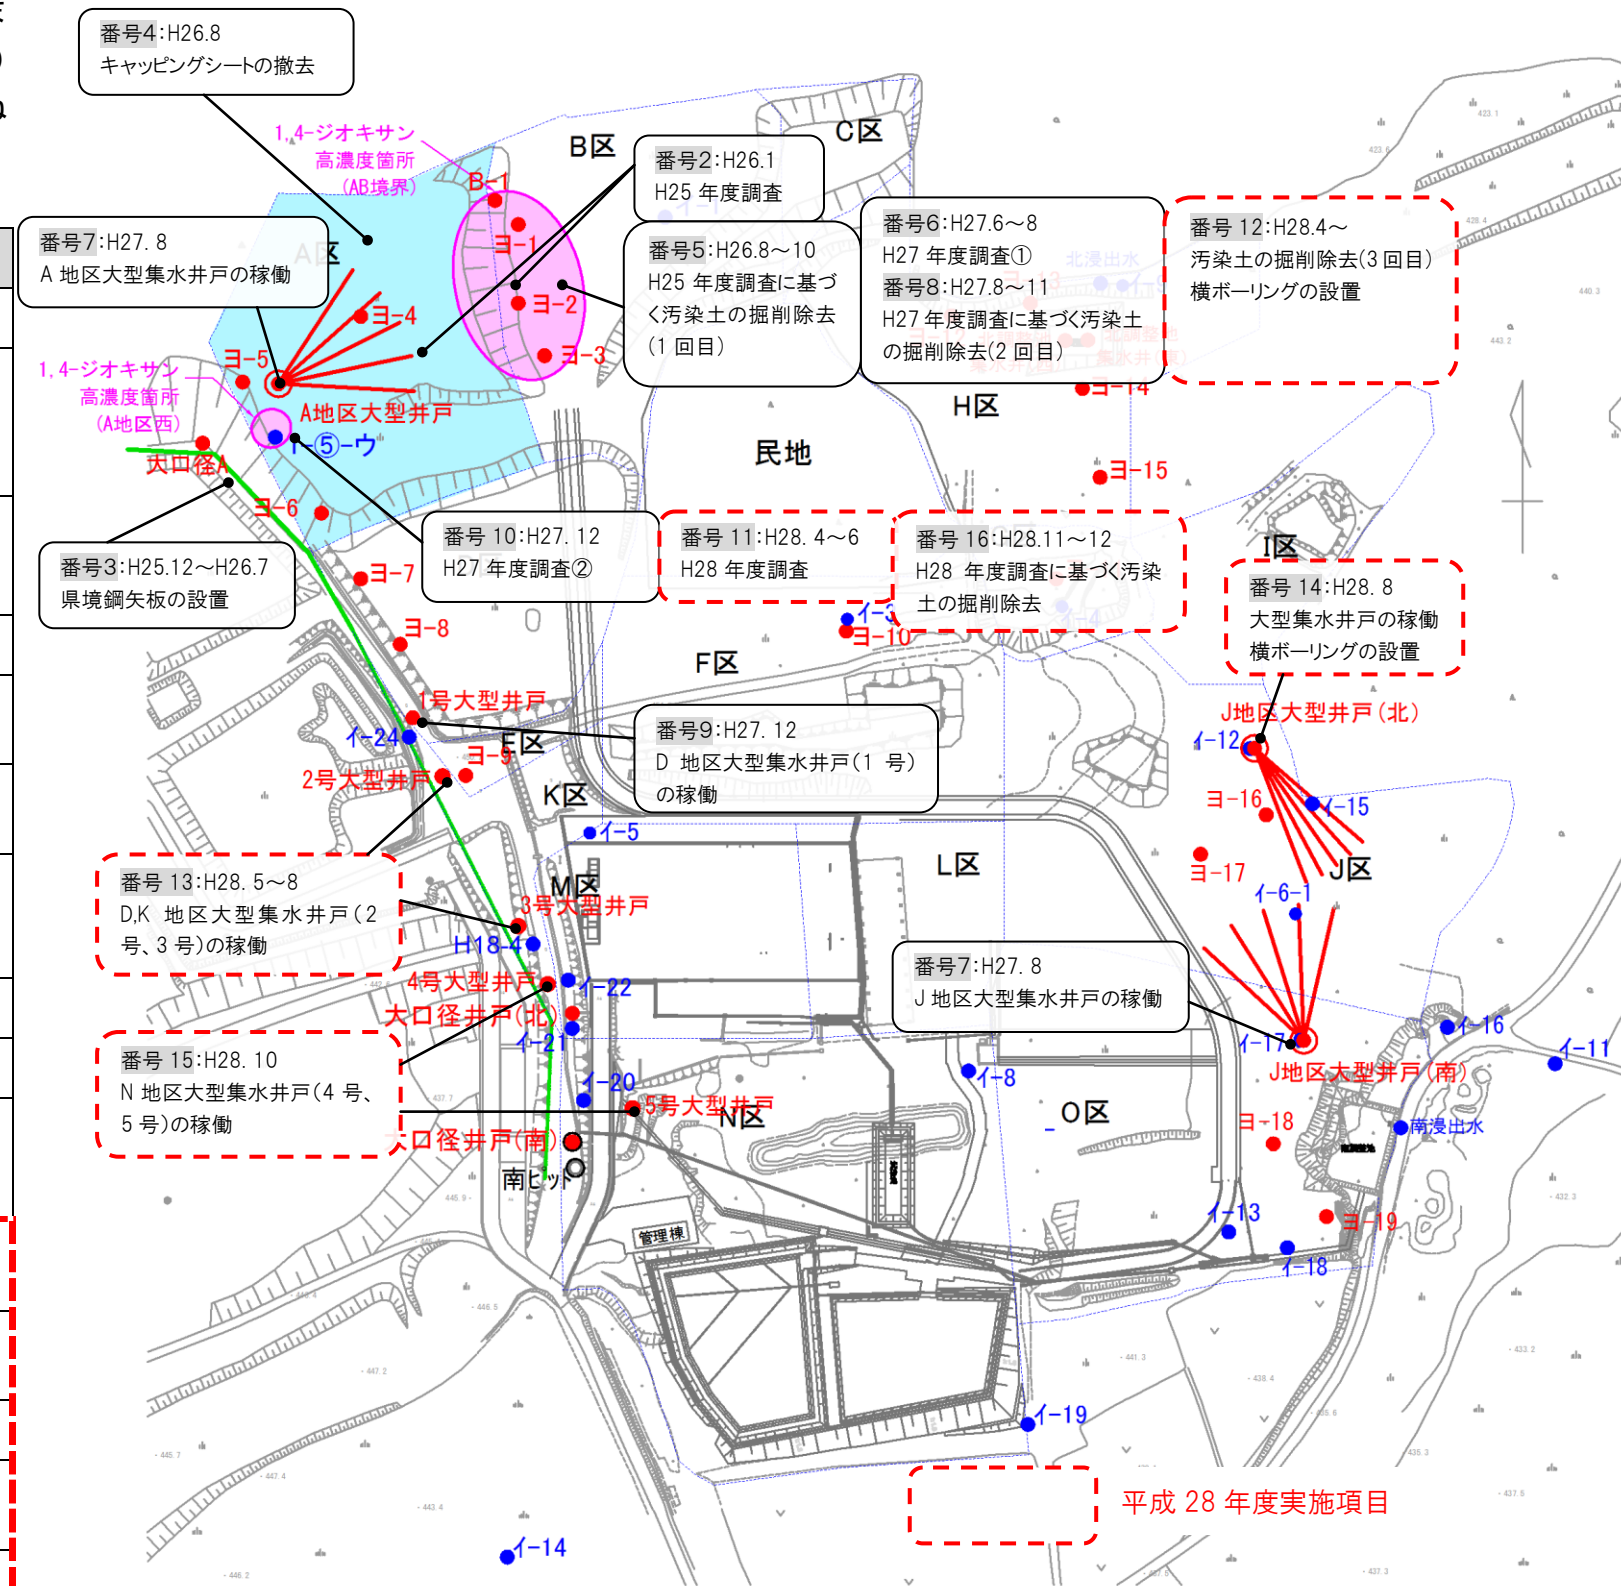 番号4:H26.8
キャッピングシートの撤去
1,4-ジオキサン
高濃度箇所
(AB境界)
B区
C区
番号2:H26.1
H25 年度調査
番号7:H27.8
A 地区大型集水井戸の稼働
A区
B-1
ヨ-1
ヨ-2
ヨ-3
ヨ-4
ヨ-5
番号5:H26.8～10
H25 年度調査に基づ
く汚染土の掘削除去
(1 回目)
番号6:H27.6～8
H27 年度調査①
番号8:H27.8～11
H27 年度調査に基づく汚染土
の掘削除去(2 回目)
番号 12:H28.4～
汚染土の掘削除去(3 回目)
横ボーリングの設置
北浸出水
1,4-ジオキサン
高濃度箇所
(A地区西)
A地区大型井戸
イ-⑤-ウ
大口径A
ヨ-6
ヨ-14
H区
民地
ヨ-15
番号3:H25.12～H26.7
県境鋼矢板の設置
番号 10:H27.12
H27 年度調査②
番号 11:H28.4～6
H28 年度調査
番号 16:H28.11～12
H28 年度調査に基づく汚染
土の掘削除去
I区
番号 14:H28.8
大型集水井戸の稼働
横ボーリングの設置
ヨ-7
ヨ-8
イ-3
ヨ-10
イ-4
F区
1号大型井戸
イ-24
E区
ヨ-9
2号大型井戸
番号9:H27.12
D 地区大型集水井戸(1 号)
の稼働
J地区大型井戸(北)
イ-12
ヨ-16
イ-15
ヨ-17
J区
イ-6-1
K区
イ-5
L区
M区
番号 13:H28.5～8
D,K 地区大型集水井戸(2
号、3 号)の稼働
3号大型井戸
H18-4
4号大型井戸
イ-22
大口径井戸(北)
イ-21
番号7:H27.8
J 地区大型集水井戸の稼働
イ-17
J地区大型井戸(南)
イ-16
イ-11
番号 15:H28.10
N 地区大型集水井戸(4 号、
5 号)の稼働
イ-20
5号大型井戸
N区
イ-8
O区
ヨ-18
南浸出水
大口径井戸(南)
南ピット
管理棟
イ-13
ヨ-19
イ-18
イ-19
イ-14
平成 28 年度実施項目